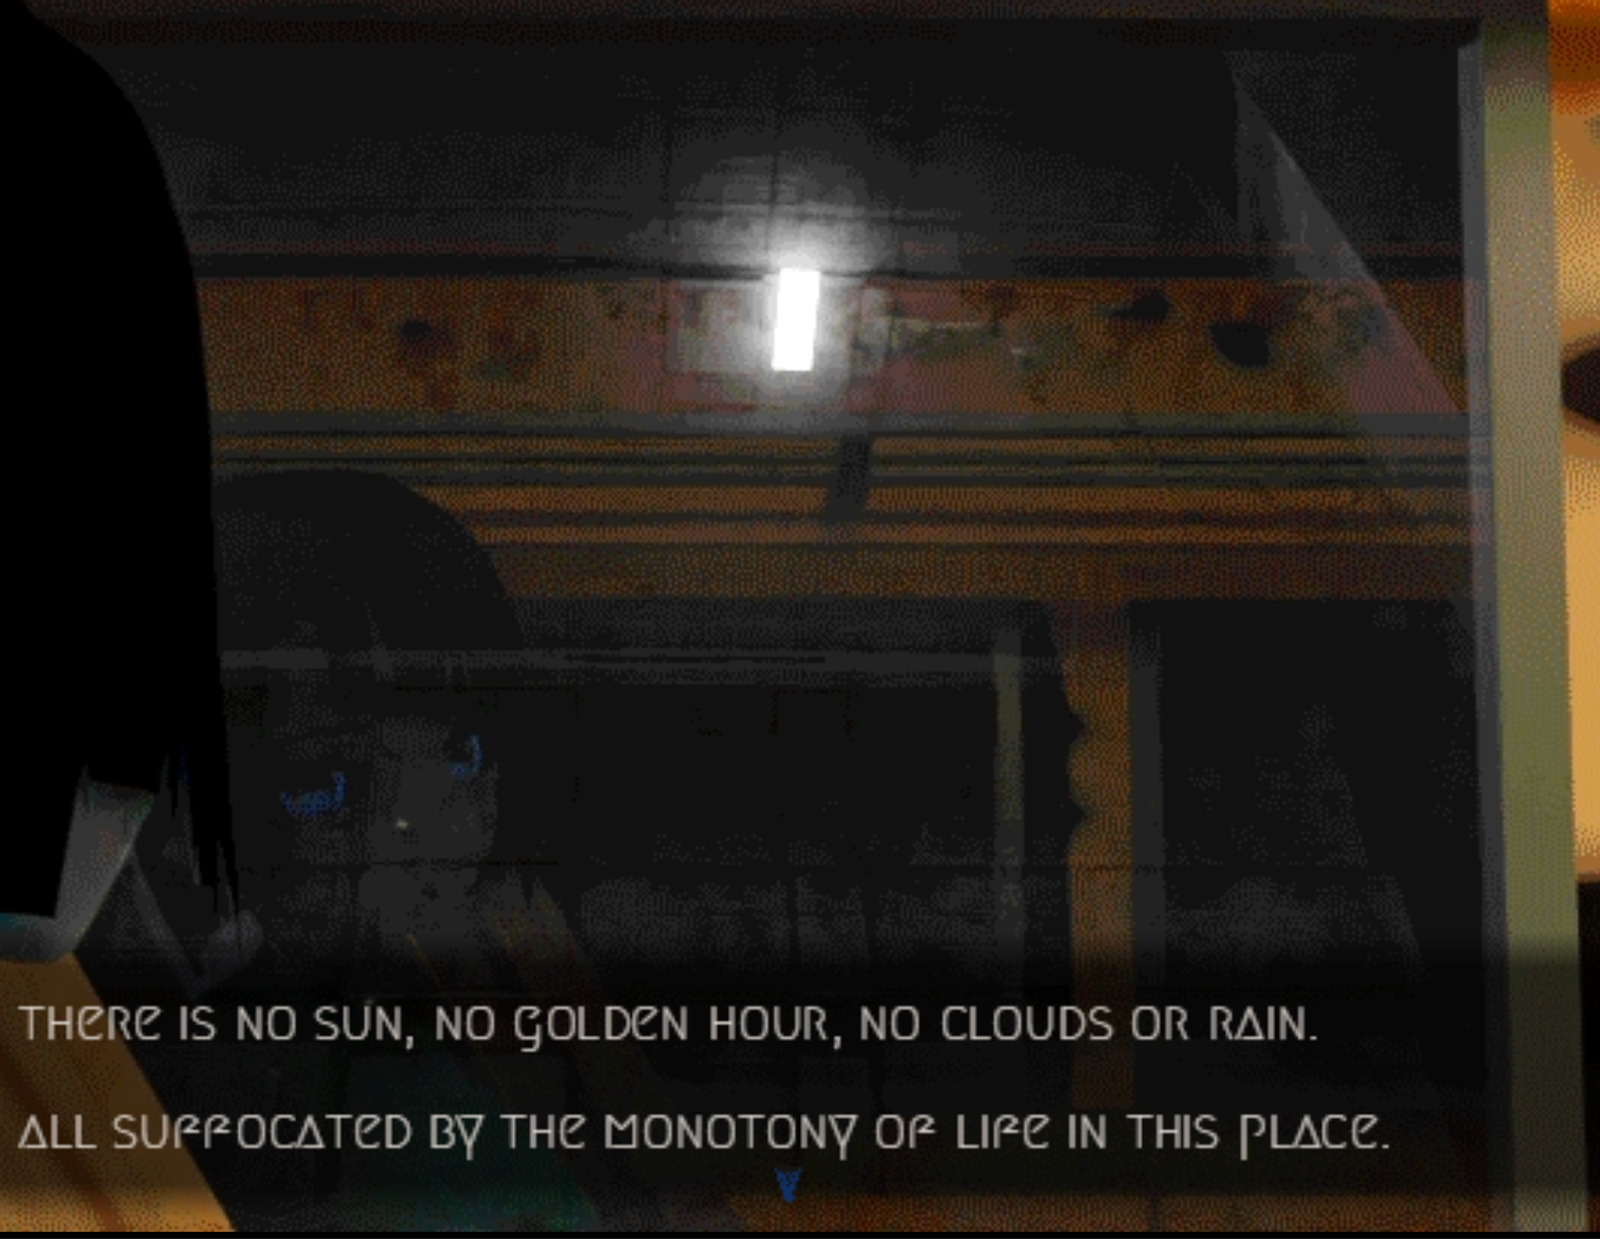 THERE IS NO SUN, NO GOLDEN HOUR, NO CLOUDS OR RAIN.
ALL SUFFOCATED BY THE MONOTONY OF LIFE IN THIS PLACE.